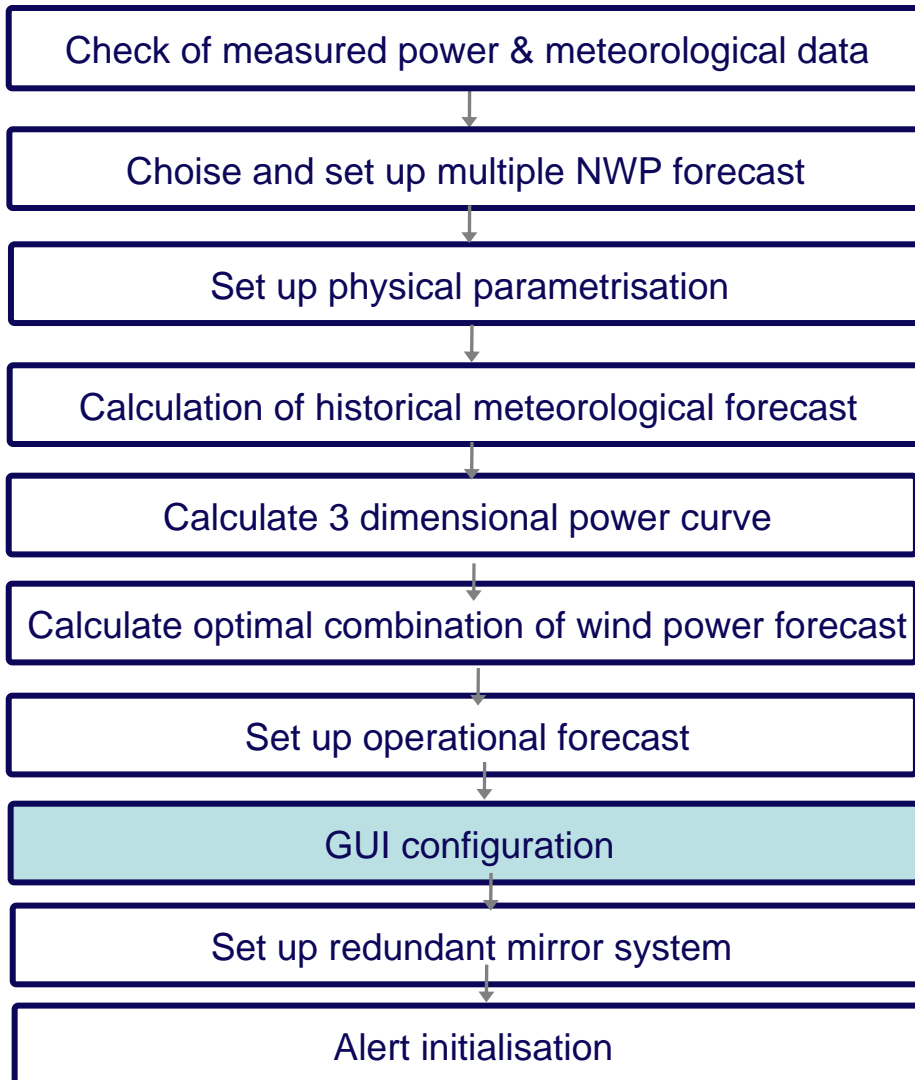 Check of measured power & meteorological data
Choise and set up multiple NWP forecast
Set up physical parametrisation
Calculation of historical meteorological forecast
Calculate 3 dimensional power curve
Calculate optimal combination of wind power forecast
Set up operational forecast
GUI configuration
Set up redundant mirror system
Alert initialisation